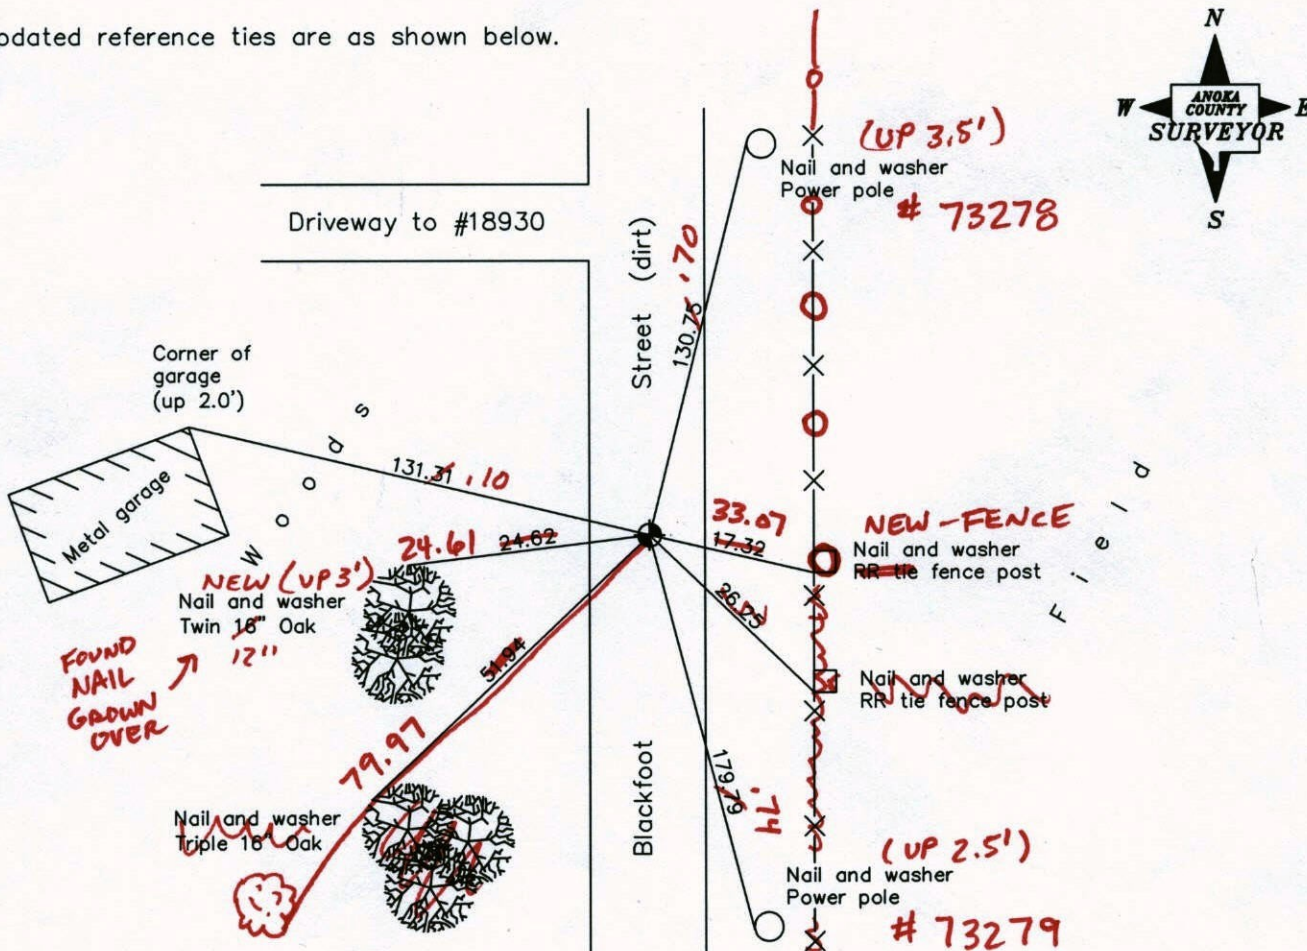 odated reference ties are as shown below.
N
W
ANOKA
COUNTY
E
SURVEYOR
S
(UP 3.5')
Nail and washer
Power pole
# 73278
Driveway to #18930
Street (dirt)
130.75
.70
Corner of
garage
(up 2.0')
Woods
Metal garage
131.31
.10
24.61
24.62
NEW (UP 3')
Nail and washer
Twin 16" Oak
12"
FOUND
NAIL
GROWN
OVER
33.07
17.32
NEW-FENCE
Nail and washer
RR tie fence post
Field
26.25
51.94
79.97
Nail and washer
RR tie fence post
Nail and washer
Triple 16" Oak
Blackfoot
179.79
.74
(UP 2.5')
Nail and washer
Power pole
# 73279